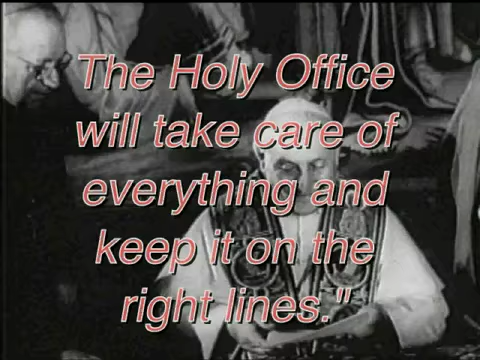 The Holy Office
will take care of
everything and
keep it on the
right lines."